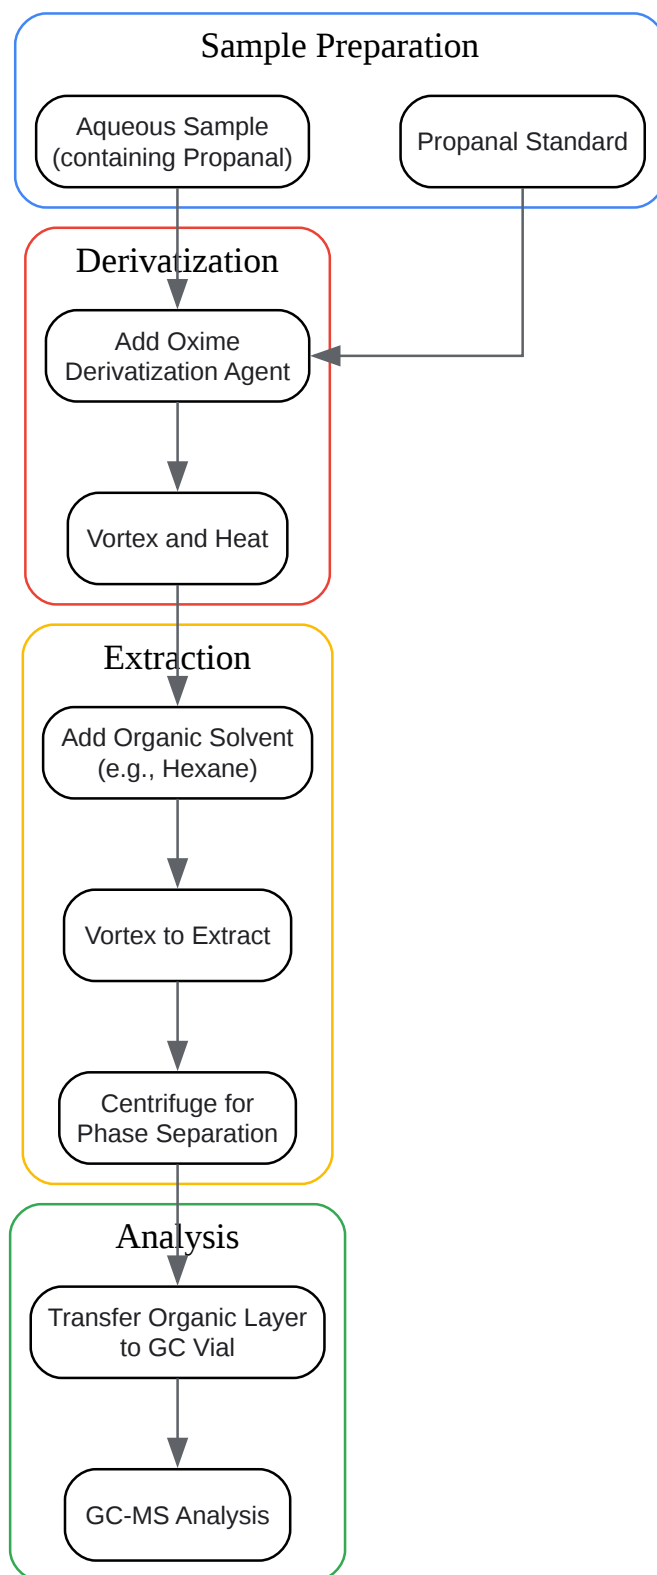 Sample Preparation
Aqueous Sample
(containing Propanal)
Propanal Standard
Derivatization
Add Oxime
Derivatization Agent
Vortex and Heat
Extraction
Add Organic Solvent
(e.g., Hexane)
Vortex to Extract
Centrifuge for
Phase Separation
Analysis
Transfer Organic Layer
to GC Vial
GC-MS Analysis